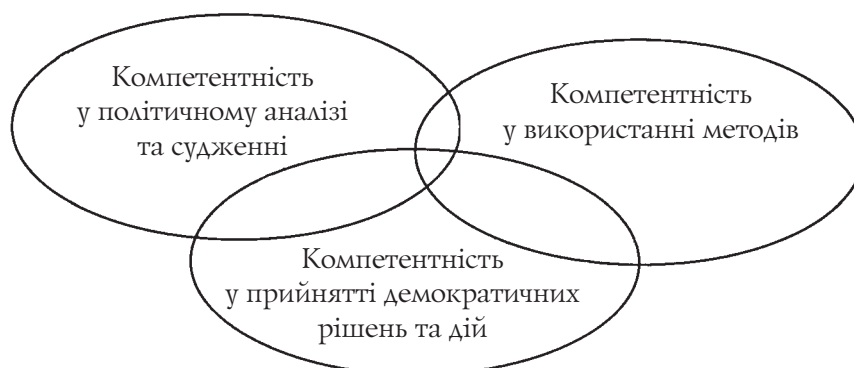 Компетентність
у політичному аналізі
та судженні
Компетентність
у використанні методів
Компетентність
у прийнятті демократичних
рішень та дій